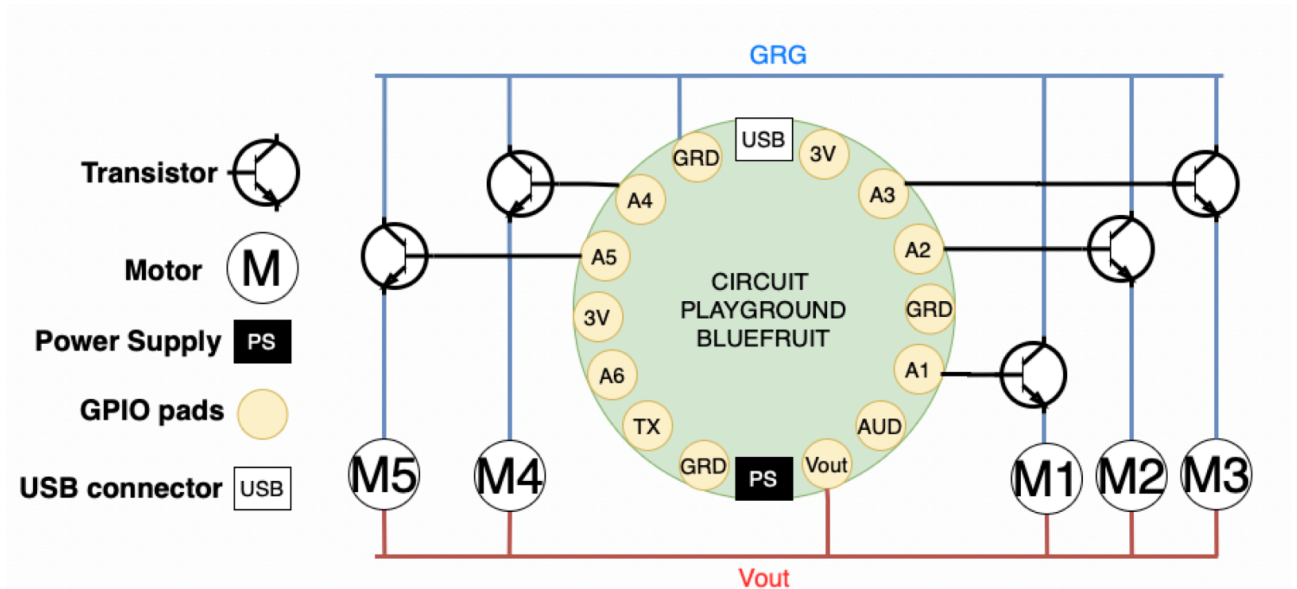 GRG
Transistor
Motor
M
Power Supply
PS
GPIO pads
USB connector
USB
USB
GRD
3V
A4
A3
A5
A2
CIRCUIT
PLAYGROUND
BLUEFRUIT
3V
GRD
A6
A1
TX
AUD
GRD
PS
Vout
M5
M4
M1
M2
M3
Vout